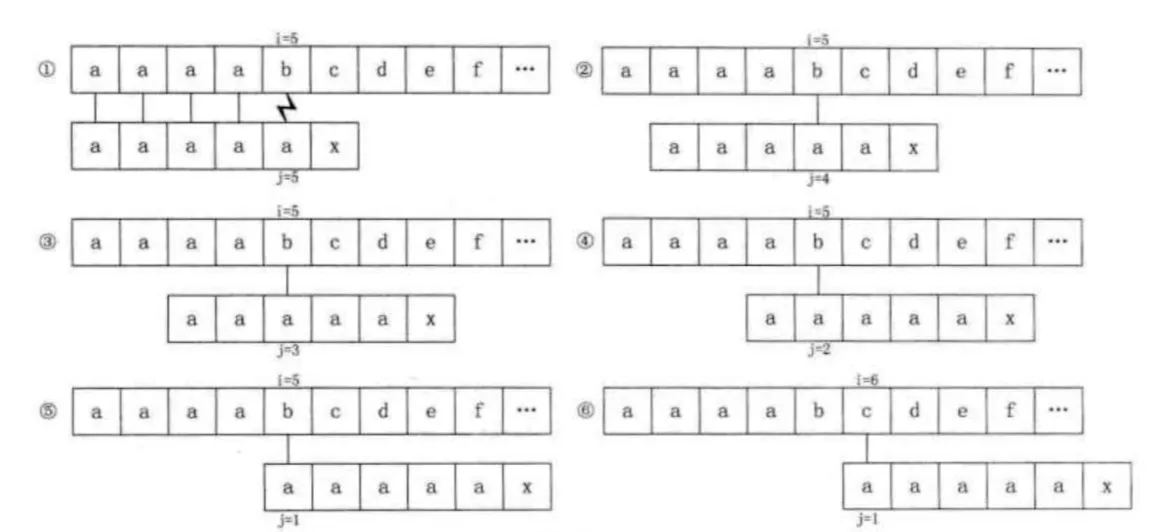 i=5
① a a a a b c d e f …
a a a a a x
j=5
i=5
② a a a a b c d e f …
a a a a a x
j=4
i=5
③ a a a a b c d e f …
a a a a a x
j=3
i=5
④ a a a a b c d e f …
a a a a a x
j=2
i=5
⑤ a a a a b c d e f …
a a a a a x
j=1
i=6
⑥ a a a a b c d e f …
a a a a a x
j=1